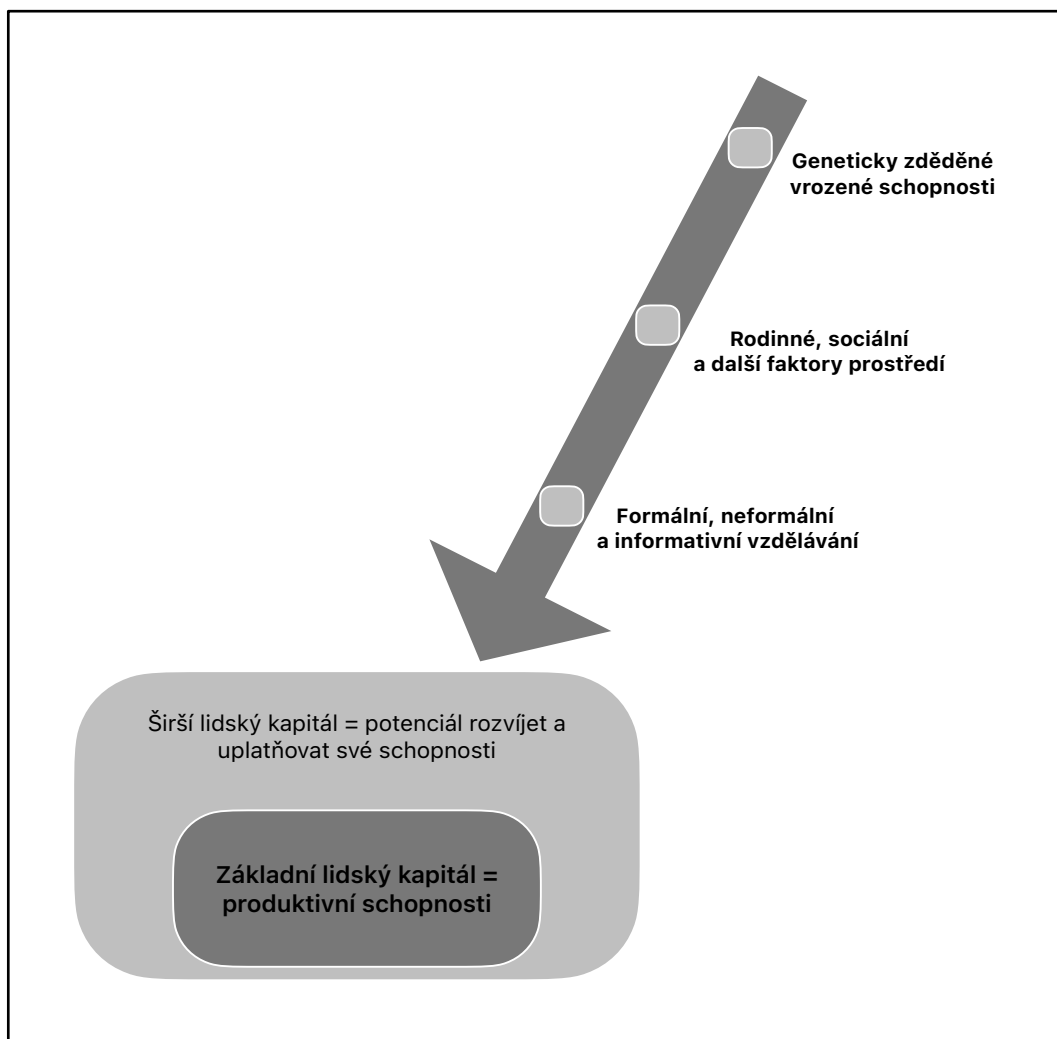 Geneticky zděděné
vrozené schopnosti
Rodinné, sociální
a další faktory prostředí
Formální, neformální
a informativní vzdělávání
Širší lidský kapitál = potenciál rozvíjet a
uplatňovat své schopnosti
Základní lidský kapitál =
produktivní schopnosti